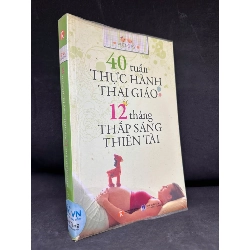 40 tuần
THỰC HÀNH
THAI GIÁO
12 tháng
THẮP SÁNG
THIÊN TÀI